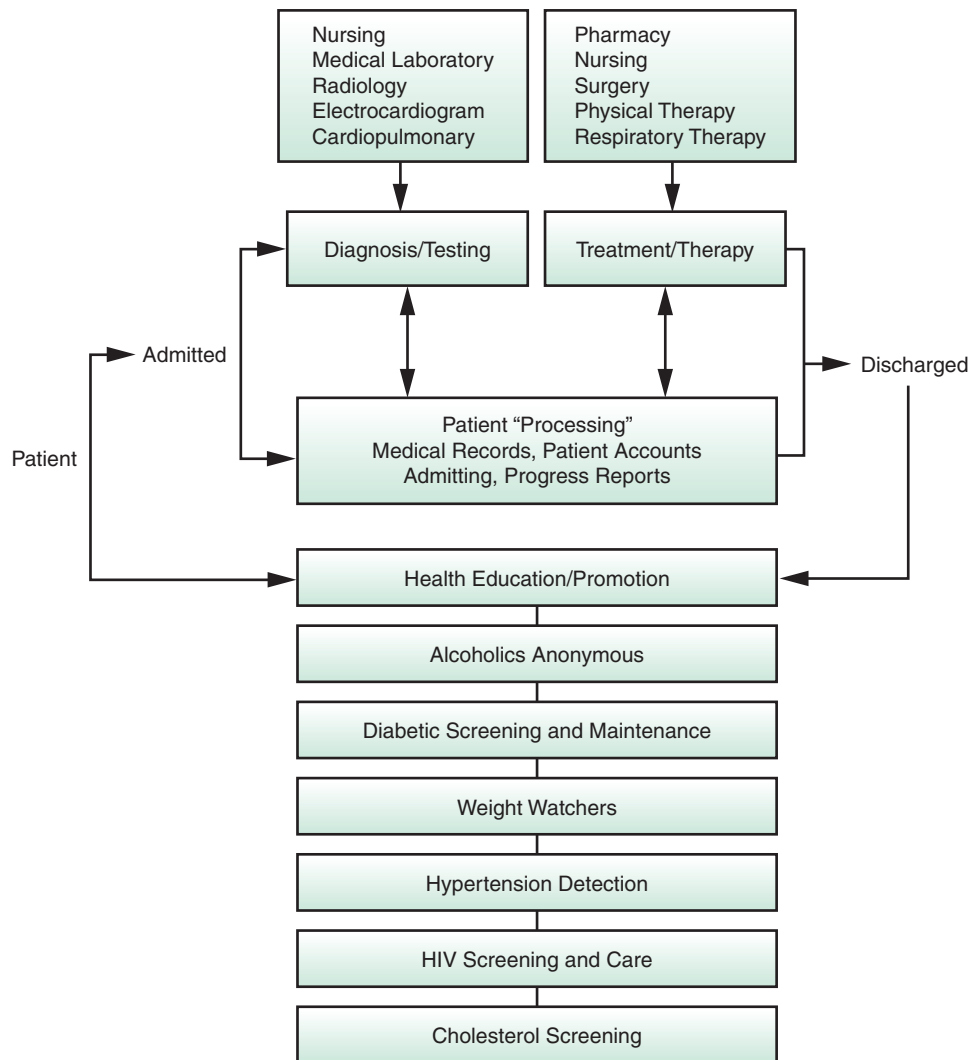 Nursing
Medical Laboratory
Radiology
Electrocardiogram
Cardiopulmonary
Pharmacy
Nursing
Surgery
Physical Therapy
Respiratory Therapy
Diagnosis/Testing
Treatment/Therapy
Admitted
Discharged
Patient “Processing”
Medical Records, Patient Accounts
Admitting, Progress Reports
Patient
Health Education/Promotion
Alcoholics Anonymous
Diabetic Screening and Maintenance
Weight Watchers
Hypertension Detection
HIV Screening and Care
Cholesterol Screening